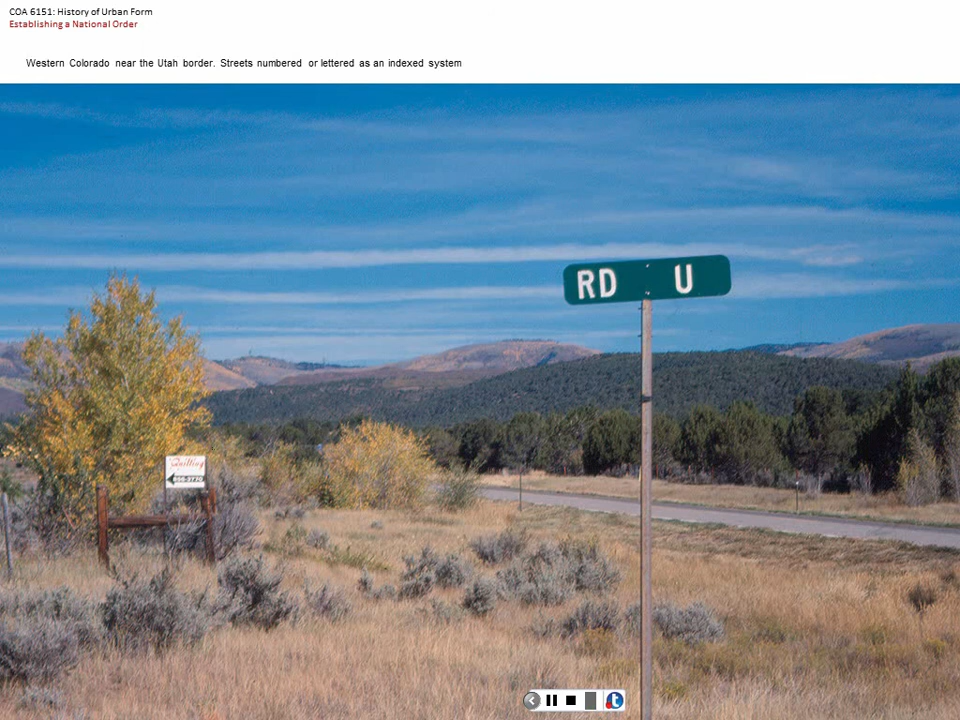 COA 6151: History of Urban Form
Establishing a National Order
Western Colorado near the Utah border. Streets numbered or lettered as an indexed system
RD U
Quilting